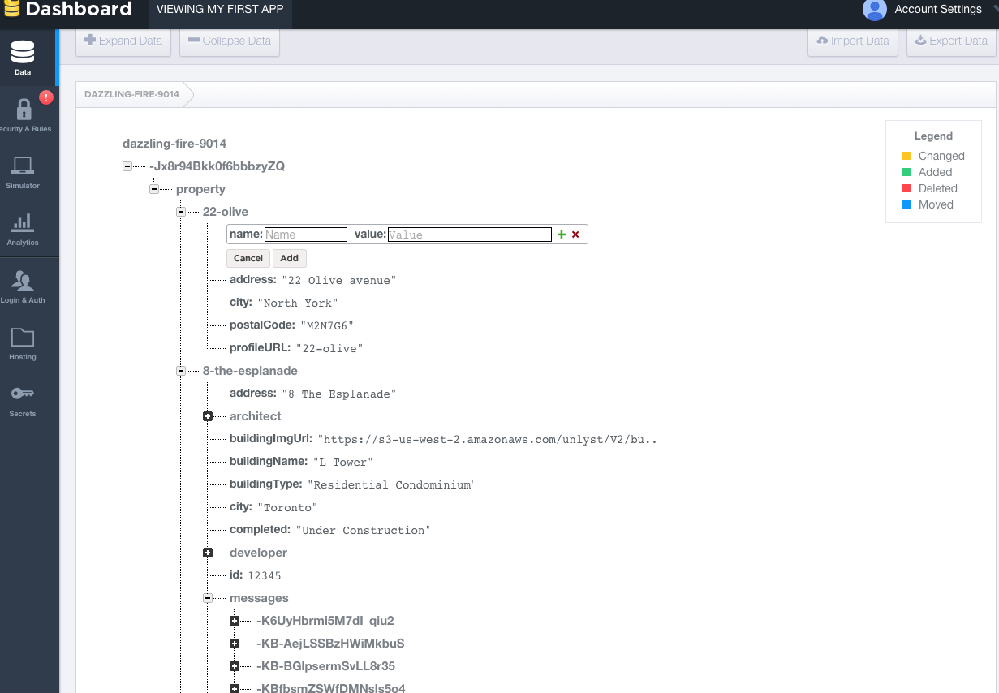 Dashboard
VIEWING MY FIRST APP
Account Settings
Expand Data
Collapse Data
Import Data
Export Data
Data
!
ecurity & Rules
Simulator
Analytics
Login & Auth
Hosting
Secrets
DAZZLING-FIRE-9014
Legend
Changed
Added
Deleted
Moved
dazzling-fire-9014
-Jx8r94Bkk0f6bbbzyZQ
property
22-olive
name: Name value: Value
Cancel Add
address: "22 Olive avenue"
city: "North York"
postalCode: "M2N7G6"
profileURL: "22-olive"
8-the-esplanade
address: "8 The Esplanade"
architect
buildingImgUrl: "https://s3-us-west-2.amazonaws.com/unlyst/V2/bu..
buildingName: "L Tower"
buildingType: "Residential Condominium'
city: "Toronto"
completed: "Under Construction"
developer
id: 12345
messages
-K6UyHbrmi5M7dI_qiu2
-KB-AejLSSBzHWiMkbuS
-KB-BGlpsermSvLL8r35
-KBfbsmZSWfDMNsls5o4